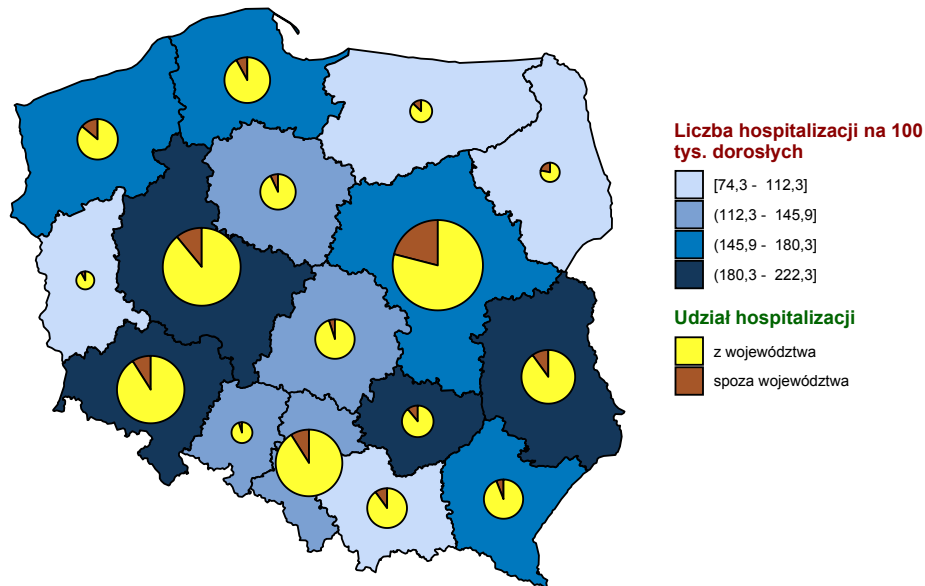 Liczba hospitalizacji na 100
tys. dorosłych
[74,3 - 112,3]
(112,3 - 145,9]
(145,9 - 180,3]
(180,3 - 222,3]
Udział hospitalizacji
z województwa
spoza województwa